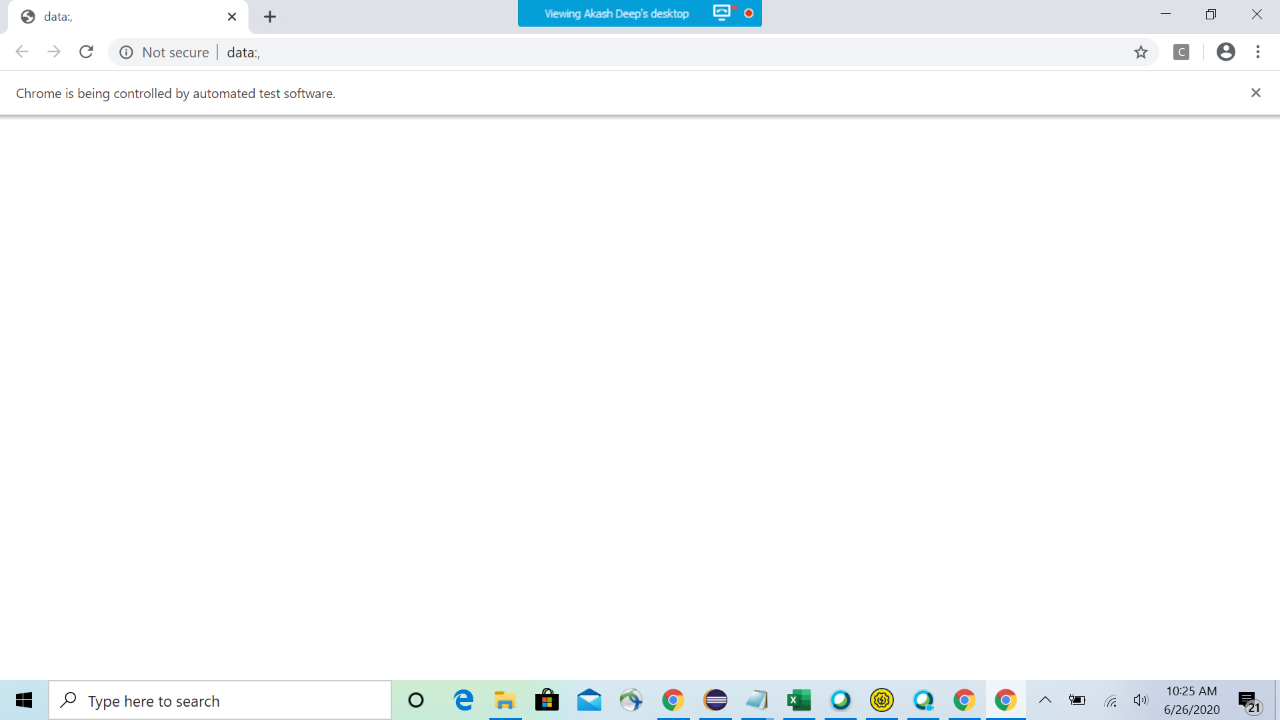 data:,
Viewing Akash Deep's desktop
Not secure
data:,
C
Chrome is being controlled by automated test software.
Type here to search
10:25 AM
6/26/2020
21